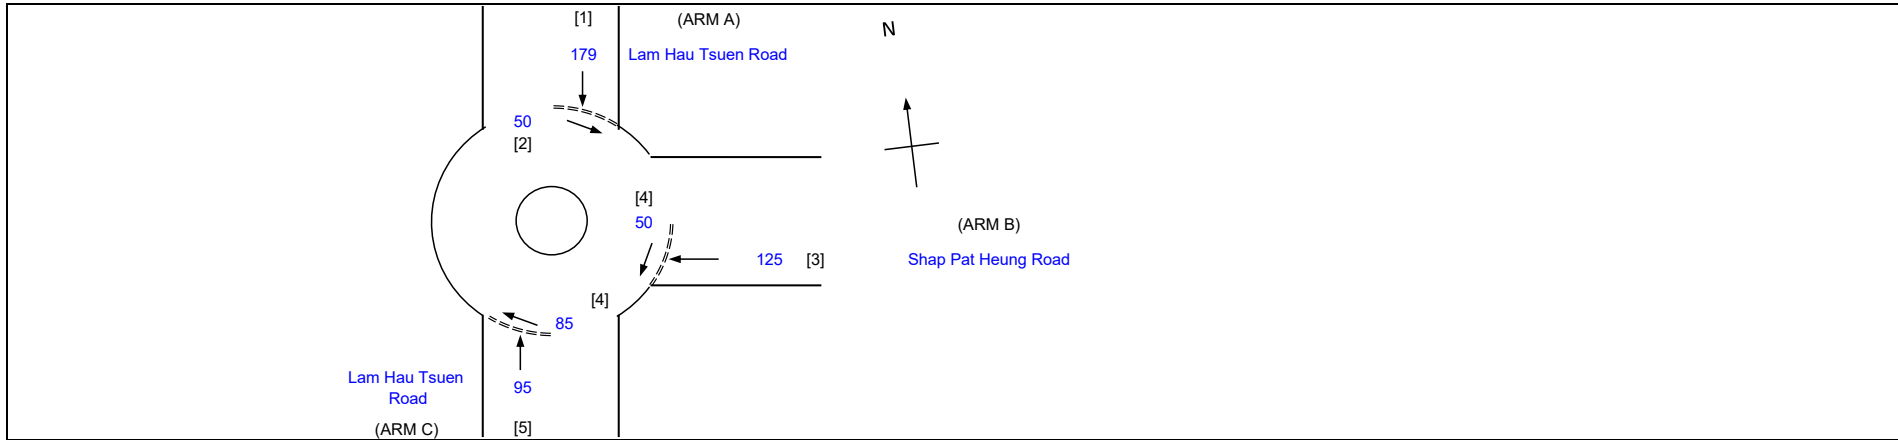 [1] (ARM A)
N
179 Lam Hau Tsuen Road
50
[2]
[4]
50
(ARM B)
125 [3] Shap Pat Heung Road
[4]
85
Lam Hau Tsuen
Road
95
(ARM C) [5]